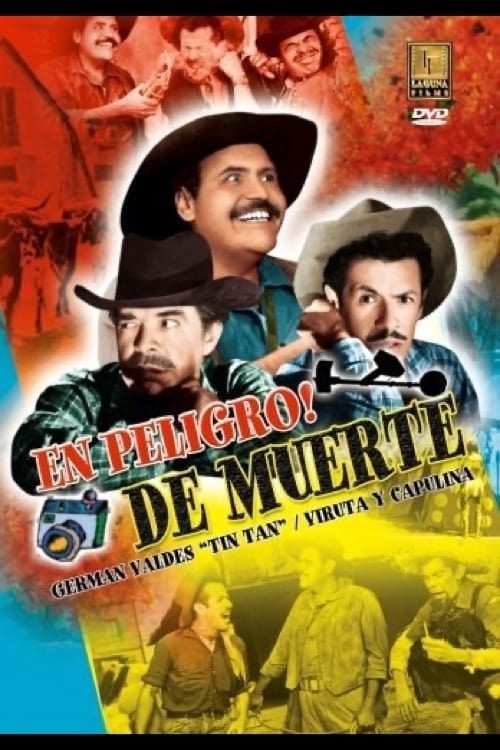 LAGUNA
FILMS
DVD
EN PELIGRO!
DE MUERTE
GERMAN VALDES "TIN TAN" / VIRUTA Y CAPULINA